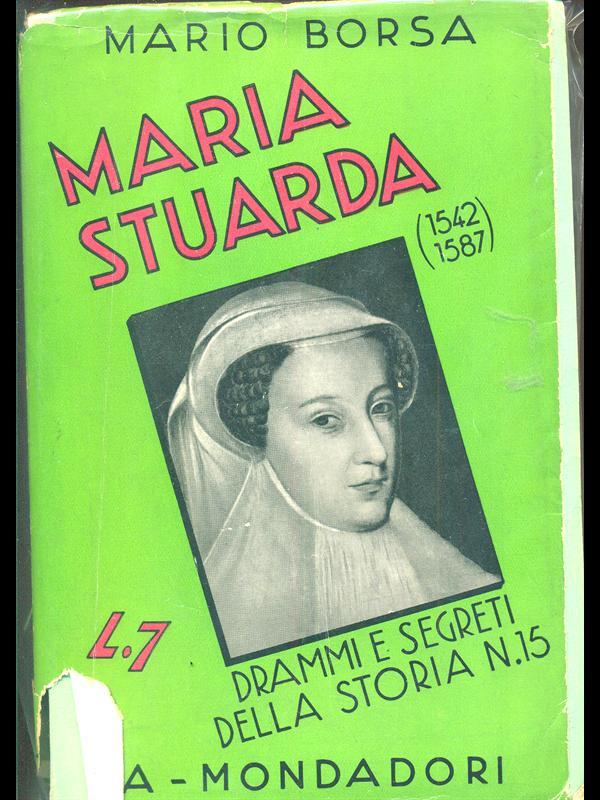 MARIO BORSA
MARIA
STUARDA
(1542
1587)
L.7
DRAMMI E SEGRETI
DELLA STORIA N.15
A-MONDADORI